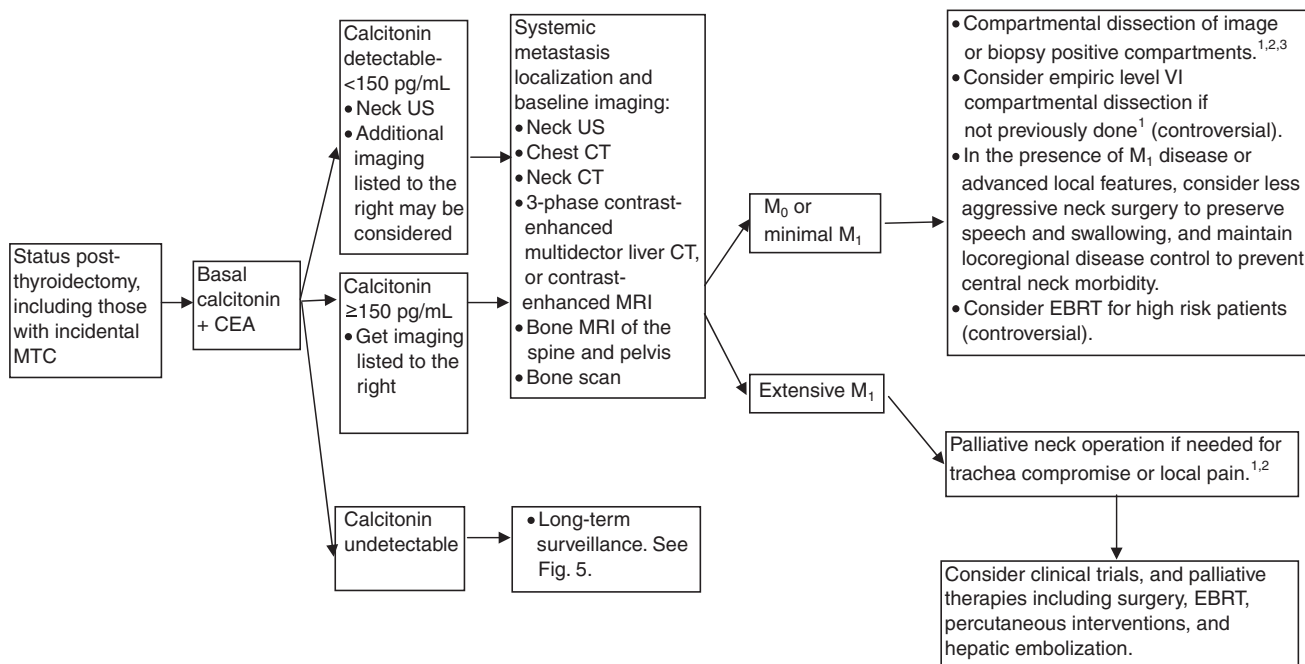 Status post-
thyroidectomy,
including those
with incidental
MTC
Basal
calcitonin
+ CEA
Calcitonin
detectable-
<150 pg/mL
• Neck US
• Additional
imaging
listed to the
right may be
considered
Calcitonin
≥150 pg/mL
• Get imaging
listed to the
right
Calcitonin
undetectable
Systemic
metastasis
localization and
baseline imaging:
• Neck US
• Chest CT
• Neck CT
• 3-phase contrast-
enhanced
multidector liver CT,
or contrast-
enhanced MRI
• Bone MRI of the
spine and pelvis
• Bone scan
• Long-term
surveillance. See
Fig. 5.
M0 or
minimal M1
Extensive M1
• Compartmental dissection of image
or biopsy positive compartments.1,2,3
• Consider empiric level VI
compartmental dissection if
not previously done1 (controversial).
• In the presence of M1 disease or
advanced local features, consider less
aggressive neck surgery to preserve
speech and swallowing, and maintain
locoregional disease control to prevent
central neck morbidity.
• Consider EBRT for high risk patients
(controversial).
Palliative neck operation if needed for
trachea compromise or local pain.1,2
Consider clinical trials, and palliative
therapies including surgery, EBRT,
percutaneous interventions, and
hepatic embolization.